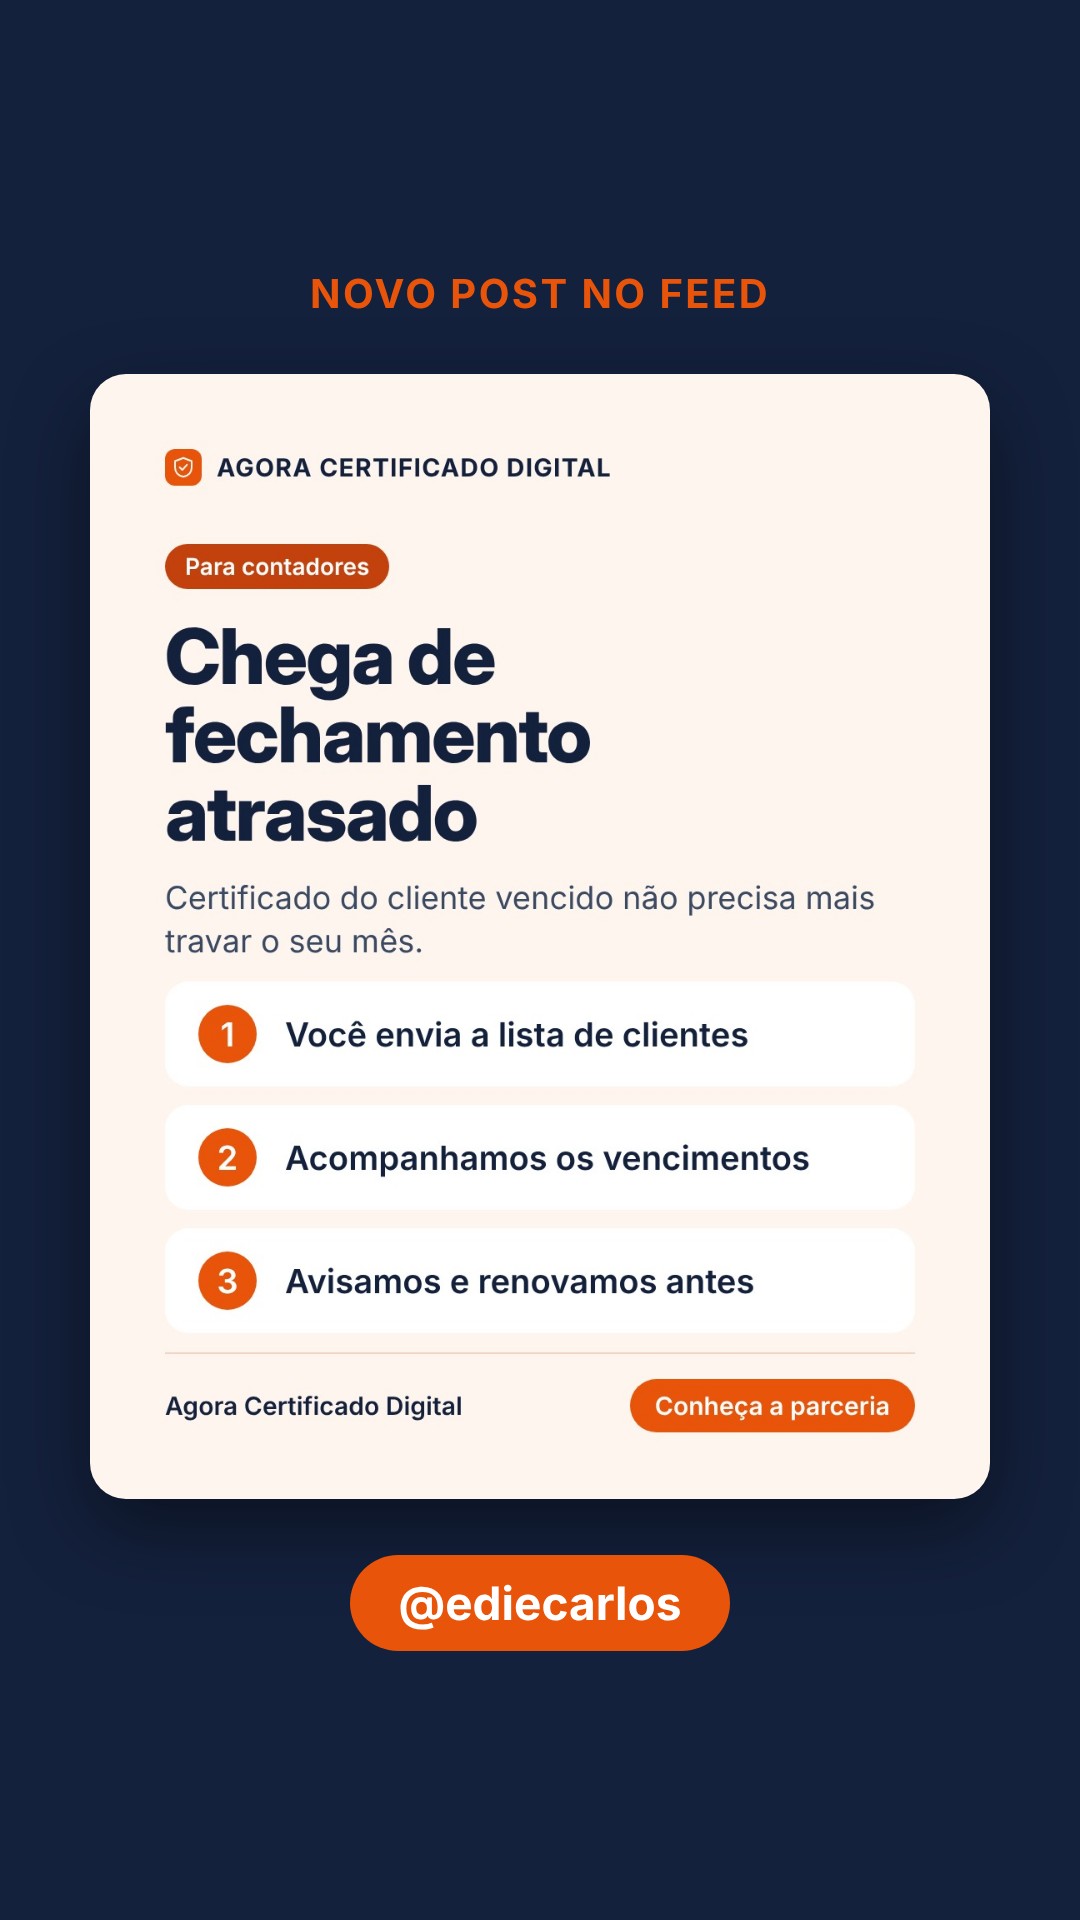 NOVO POST NO FEED
AGORA CERTIFICADO DIGITAL
Para contadores
Chega de
fechamento
atrasado
Certificado do cliente vencido não precisa mais
travar o seu mês.
1 Você envia a lista de clientes
2 Acompanhamos os vencimentos
3 Avisamos e renovamos antes
Agora Certificado Digital Conheça a parceria
@ediecarlos